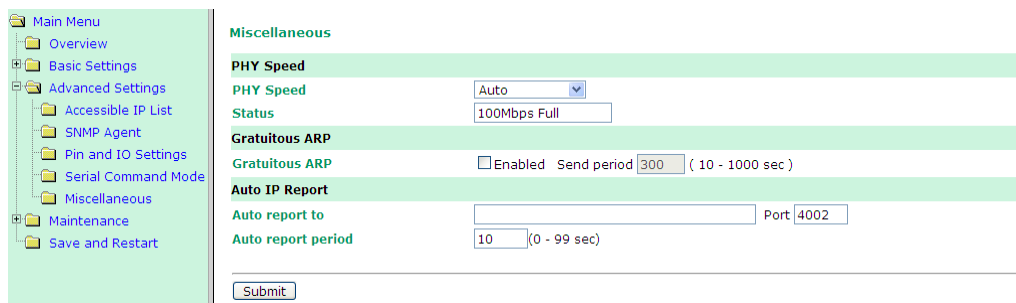 Main Menu
Overview
Basic Settings
Advanced Settings
Accessible IP List
SNMP Agent
Pin and IO Settings
Serial Command Mode
Miscellaneous
Maintenance
Save and Restart
Miscellaneous
PHY Speed
PHY Speed Auto
Status 100Mbps Full
Gratuitous ARP
Gratuitous ARP Enabled Send period 300 ( 10 - 1000 sec )
Auto IP Report
Auto report to Port 4002
Auto report period 10 (0 - 99 sec)
Submit